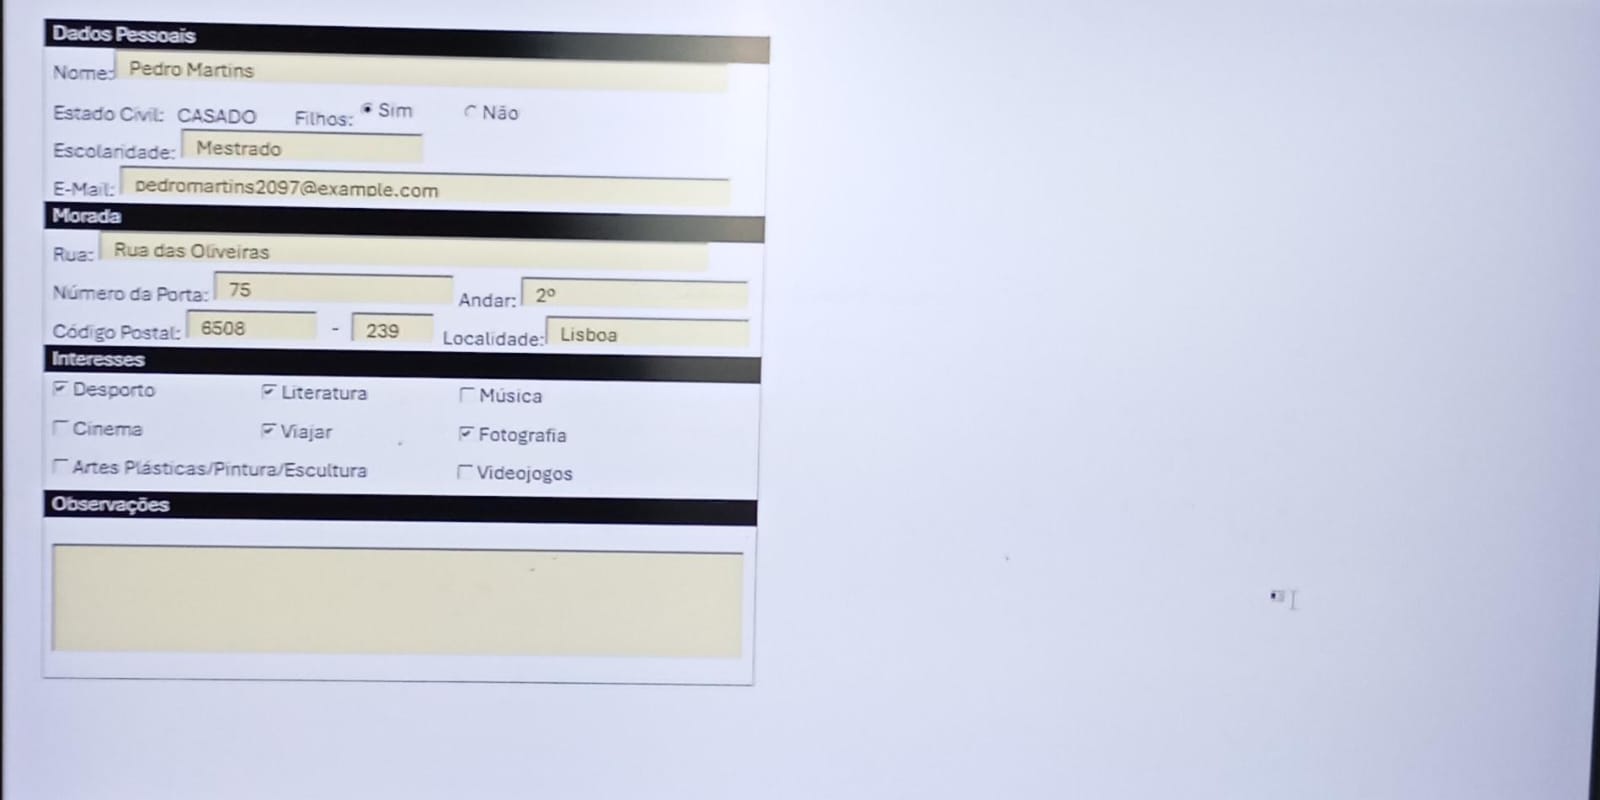 Dados Pessoais
Nome: Pedro Martins
Estado Civil: CASADO Filhos: Sim Não
Escolaridade: Mestrado
E-Mail: pedromartins2097@example.com
Morada
Rua: Rua das Oliveiras
Número da Porta: 75 Andar: 2º
Código Postal: 6508 - 239 Localidade: Lisboa
Interesses
Desporto Literatura Música
Cinema Viajar Fotografia
Artes Plásticas/Pintura/Escultura Videojogos
Observações